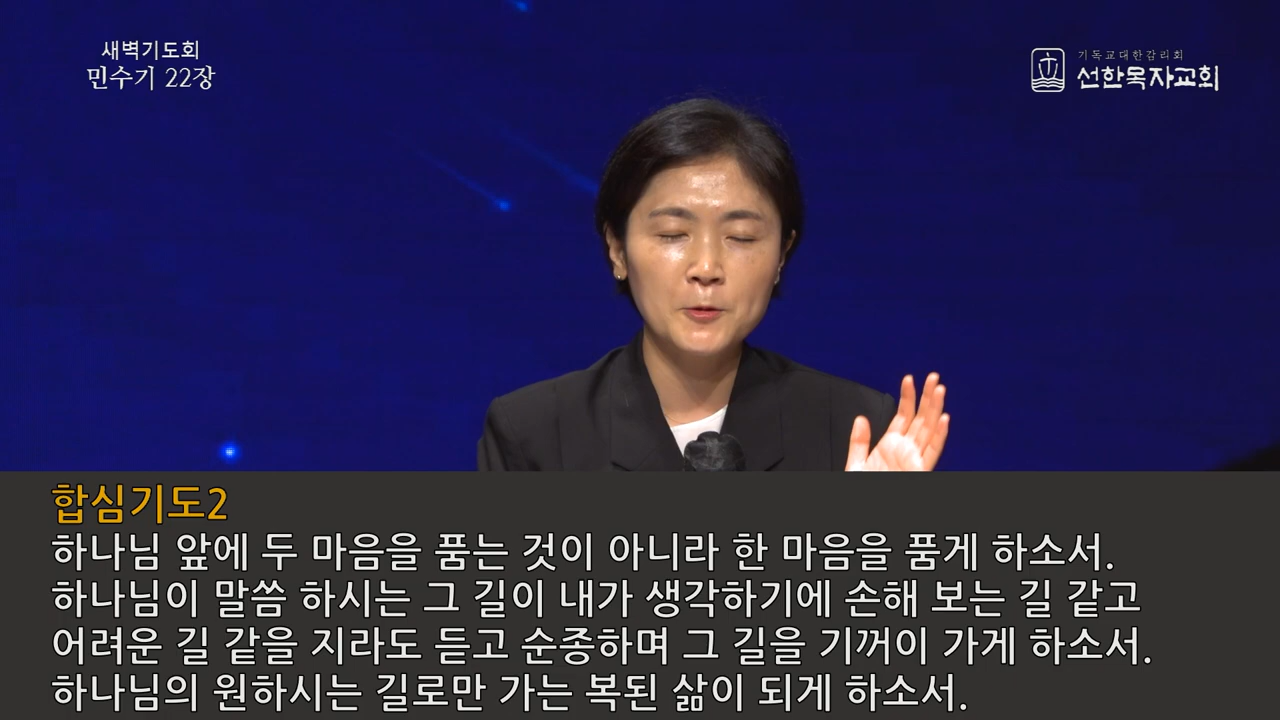 새벽기도회
민수기 22장
기독교대한감리회
선한목자교회
합심기도2
하나님 앞에 두 마음을 품는 것이 아니라 한 마음을 품게 하소서.
하나님이 말씀 하시는 그 길이 내가 생각하기에 손해 보는 길 같고
어려운 길 같을 지라도 듣고 순종하며 그 길을 기꺼이 가게 하소서.
하나님의 원하시는 길로만 가는 복된 삶이 되게 하소서.